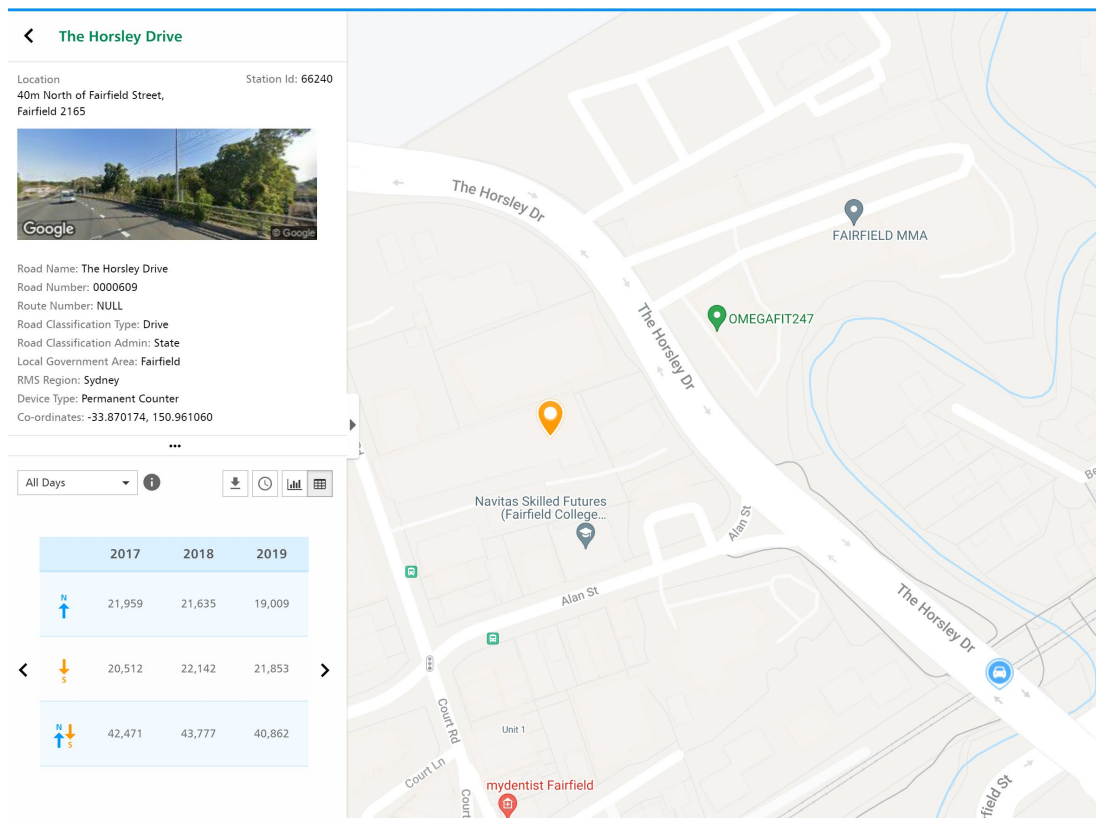 The Horsley Drive
Location
Station Id: 66240
40m North of Fairfield Street,
Fairfield 2165
Google
© Google
Road Name: The Horsley Drive
Road Number: 0000609
Route Number: NULL
Road Classification Type: Drive
Road Classification Admin: State
Local Government Area: Fairfield
RMS Region: Sydney
Device Type: Permanent Counter
Co-ordinates: -33.870174, 150.961060
•••
All Days
2017 2018 2019
N
21,959 21,635 19,009
20,512 22,142 21,853
S
N
42,471 43,777 40,862
S
The Horsley Dr
FAIRFIELD MMA
OMEGAFIT247
The Horsley Dr
Navitas Skilled Futures
(Fairfield College...
Alan St
Alan St
The Horsley Dr
Court Rd
Unit 1
Court Ln
mydentist Fairfield
Court
field St
Be